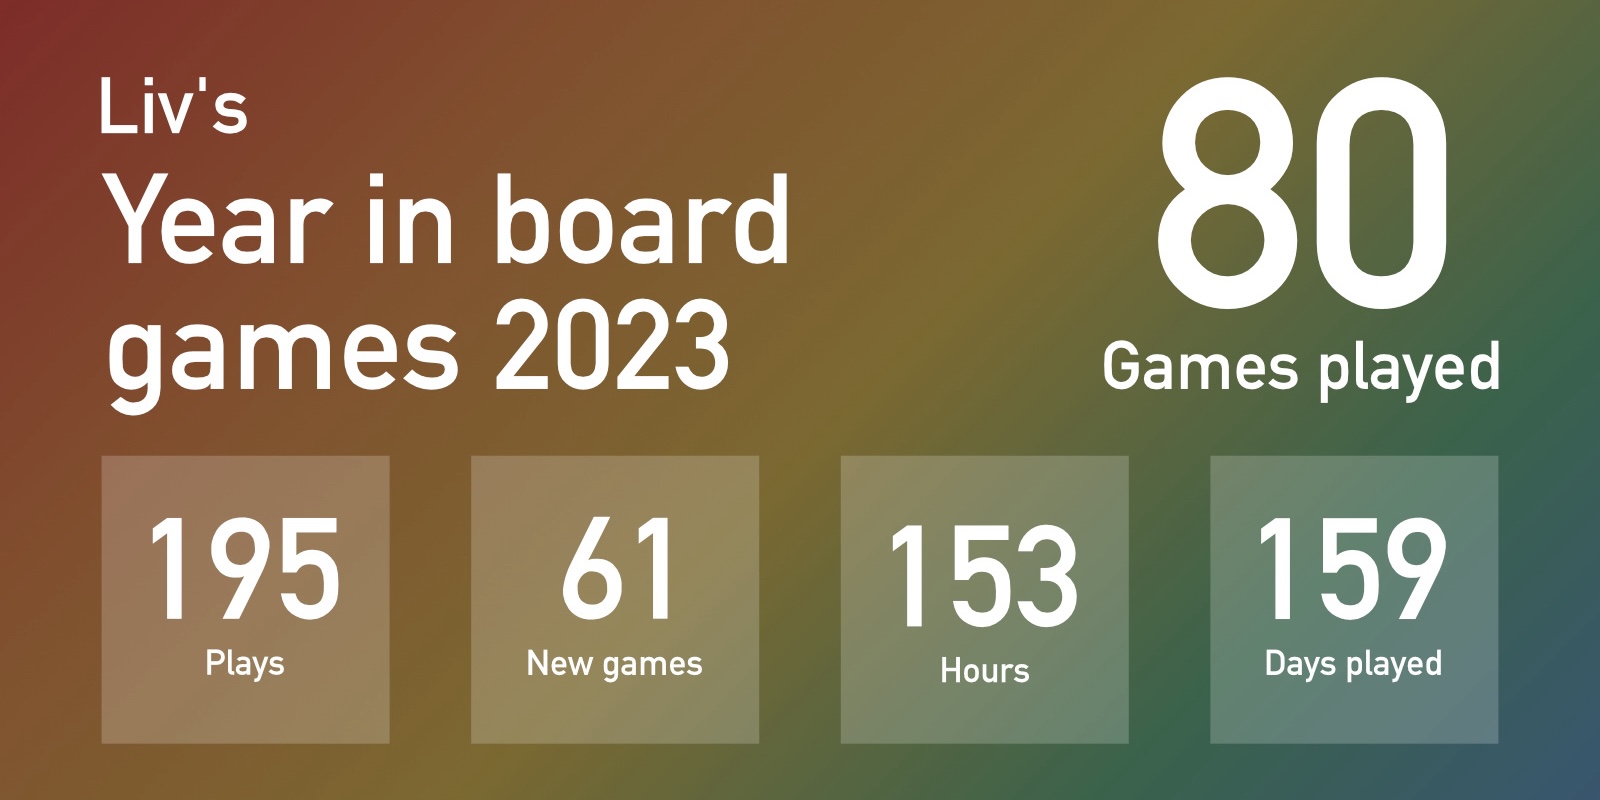 Liv's
Year in board
games 2023
80
Games played
195
Plays
61
New games
153
Hours
159
Days played